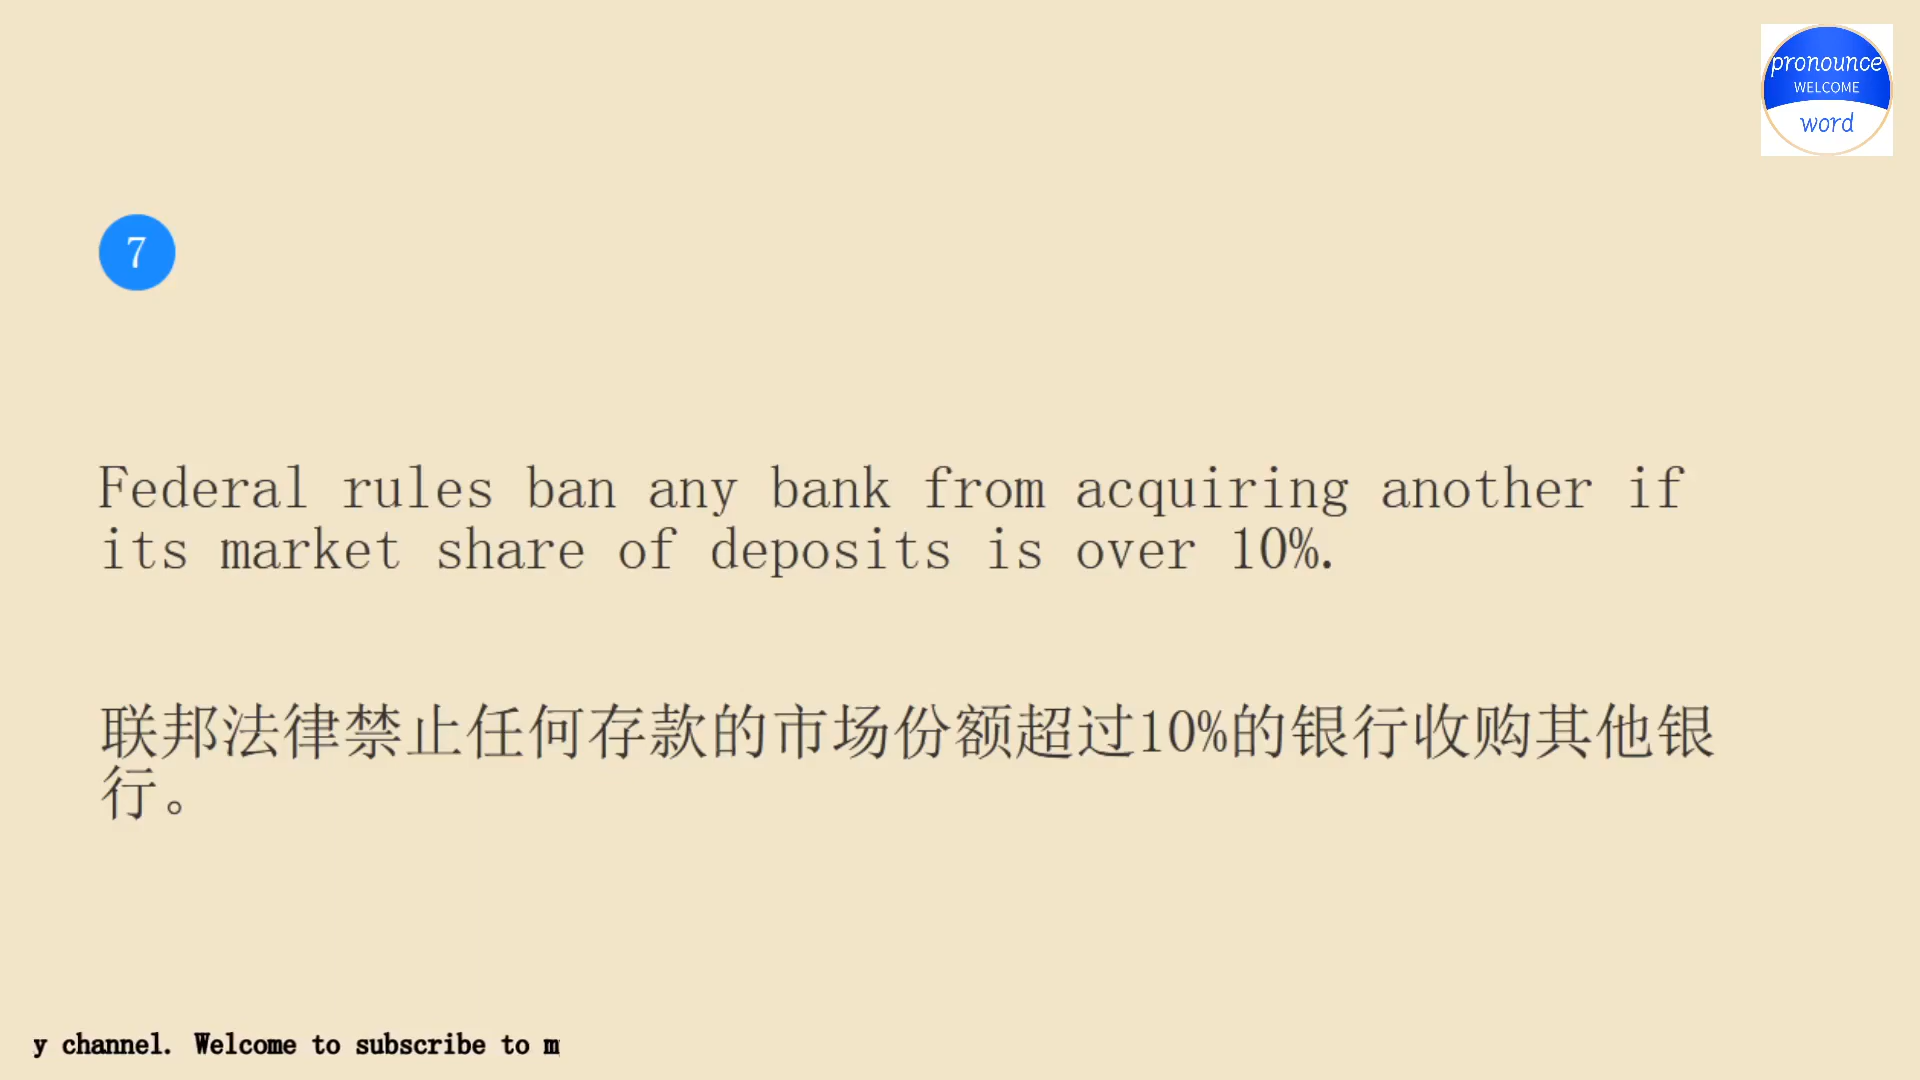 pronounce
WELCOME
word
7
Federal rules ban any bank from acquiring another if
its market share of deposits is over 10%.
联邦法律禁止任何存款的市场份额超过10%的银行收购其他银
行。
y channel. Welcome to subscribe to m